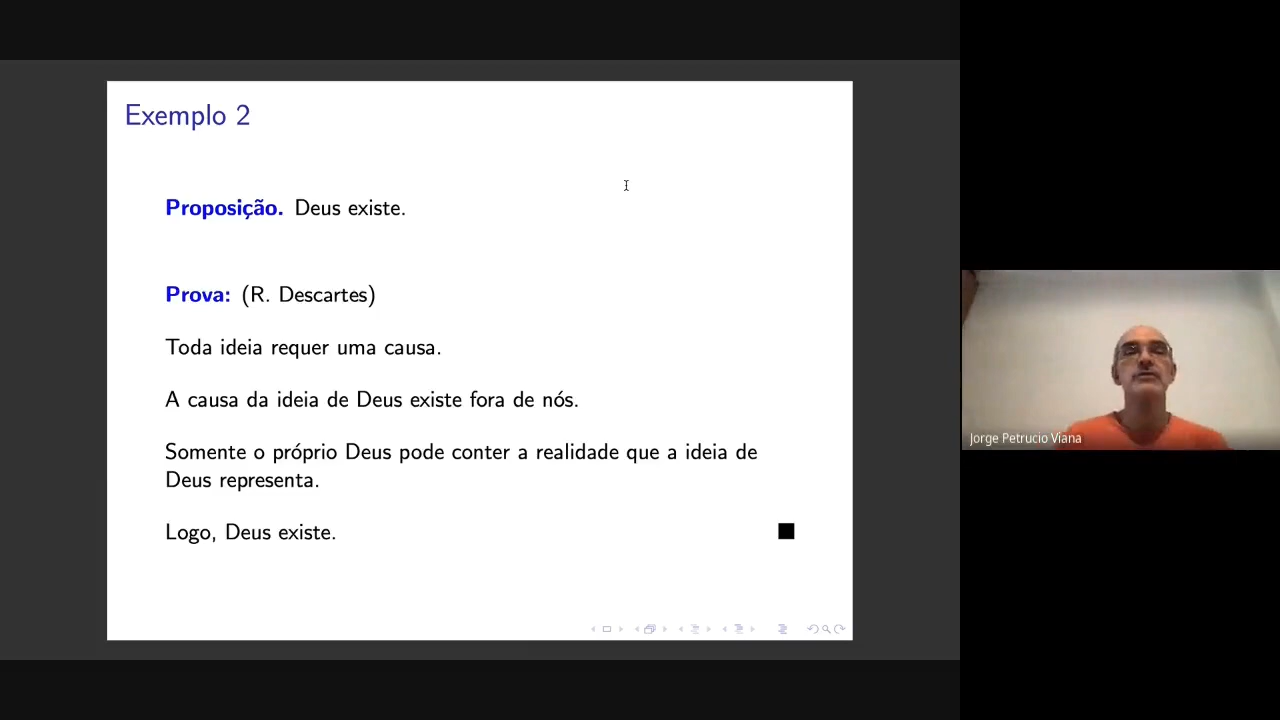 Exemplo 2
Proposição. Deus existe.
Prova: (R. Descartes)
Toda ideia requer uma causa.
A causa da ideia de Deus existe fora de nós.
Somente o próprio Deus pode conter a realidade que a ideia de
Deus representa.
Logo, Deus existe.
Jorge Petrucio Viana